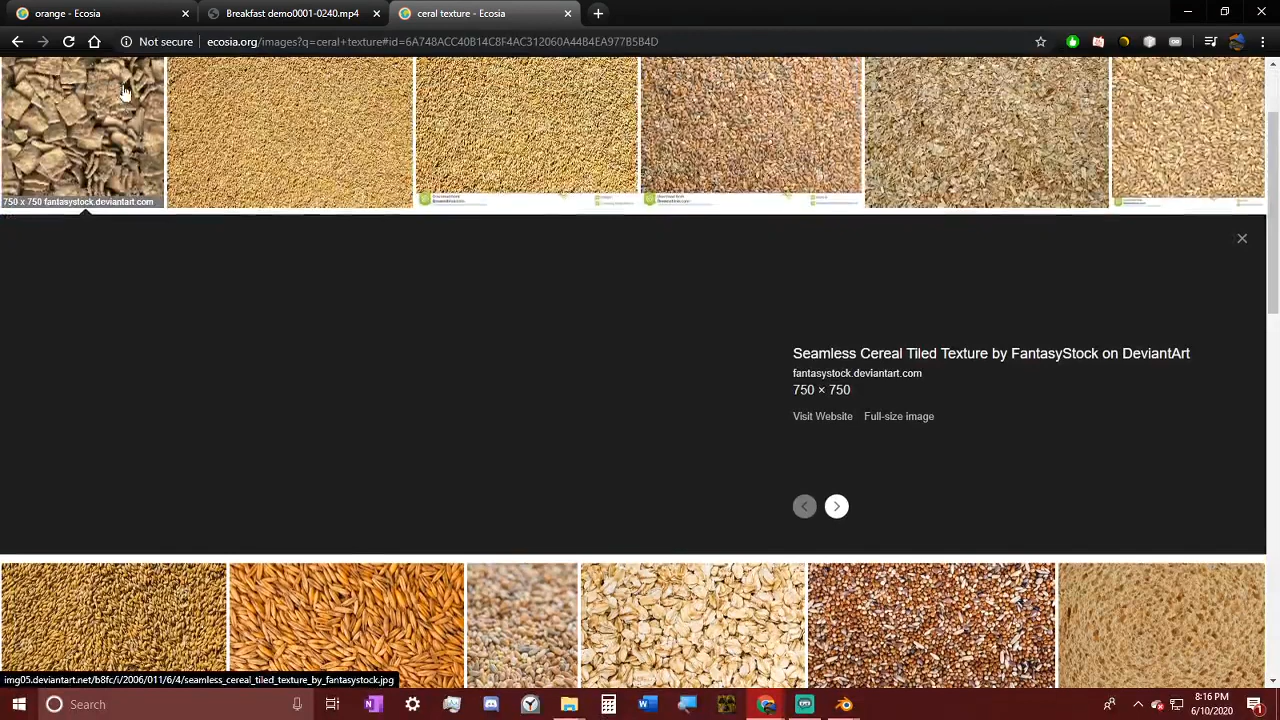 orange - Ecosia
Breakfast demo0001-0240.mp4
ceral texture - Ecosia
Not secure
ecosia.org/images?q=ceral+texture#id=6A748ACC40B14C8F4AC312060A44B4EA977B5B4D
750 x 750 fantasystock.deviantart.com
Seamless Cereal Tiled Texture by FantasyStock on DeviantArt
fantasystock.deviantart.com
750 × 750
Visit Website Full-size image
img05.deviantart.net/b8fc/i/2006/011/6/4/seamless_cereal_tiled_texture_by_fantasystock.jpg
Search
8:16 PM
6/10/2020